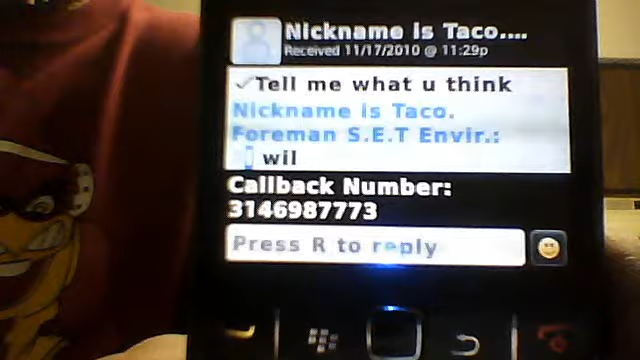 Nickname is Taco....
Received 11/17/2010 @ 11:29p
✓Tell me what u think
Nickname is Taco.
Foreman S.E.T Envir.:
wil
Callback Number:
3146987773
Press R to reply